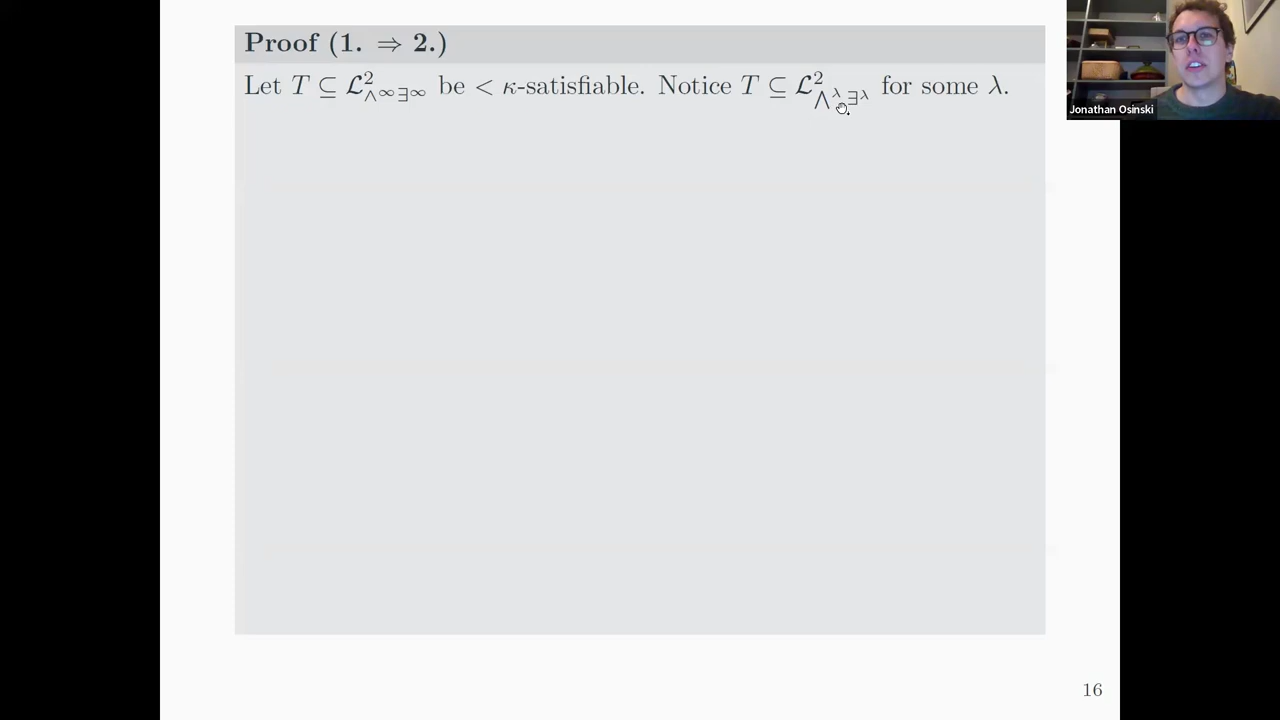 Proof (1. ⇒ 2.)
Let T ⊆ 𝓛²_{∧^∞∃^∞} be < κ-satisfiable. Notice T ⊆ 𝓛²_{⋀^λ∃^λ} for some λ.
Jonathan Osinski
16